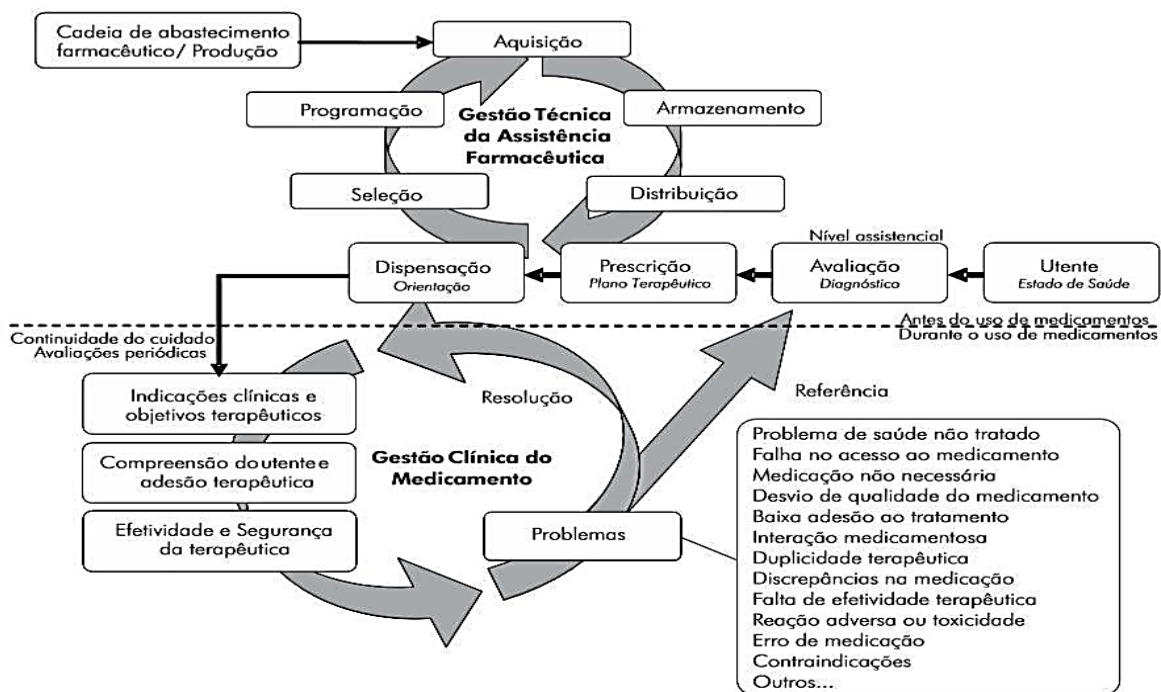 Cadeia de abastecimento
farmacêutico/ Produção
Aquisição
Programação
Gestão Técnica
da Assistência
Farmacêutica
Armazenamento
Seleção
Distribuição
Nível assistencial
Dispensação
Orientação
Prescrição
Plano Terapêutico
Avaliação
Diagnóstico
Utente
Estado de Saúde
Antes do uso de medicamentos
Durante o uso de medicamentos
Continuidade do cuidado
Avaliações periódicas
Indicações clínicas e
objetivos terapêuticos
Resolução
Referência
Compreensão do utente e
adesão terapêutica
Gestão Clínica do
Medicamento
Efetividade e Segurança
da terapêutica
Problemas
Problema de saúde não tratado
Falha no acesso ao medicamento
Medicação não necessária
Desvio de qualidade do medicamento
Baixa adesão ao tratamento
Interação medicamentosa
Duplicidade terapêutica
Discrepâncias na medicação
Falta de efetividade terapêutica
Reação adversa ou toxicidade
Erro de medicação
Contraindicações
Outros...